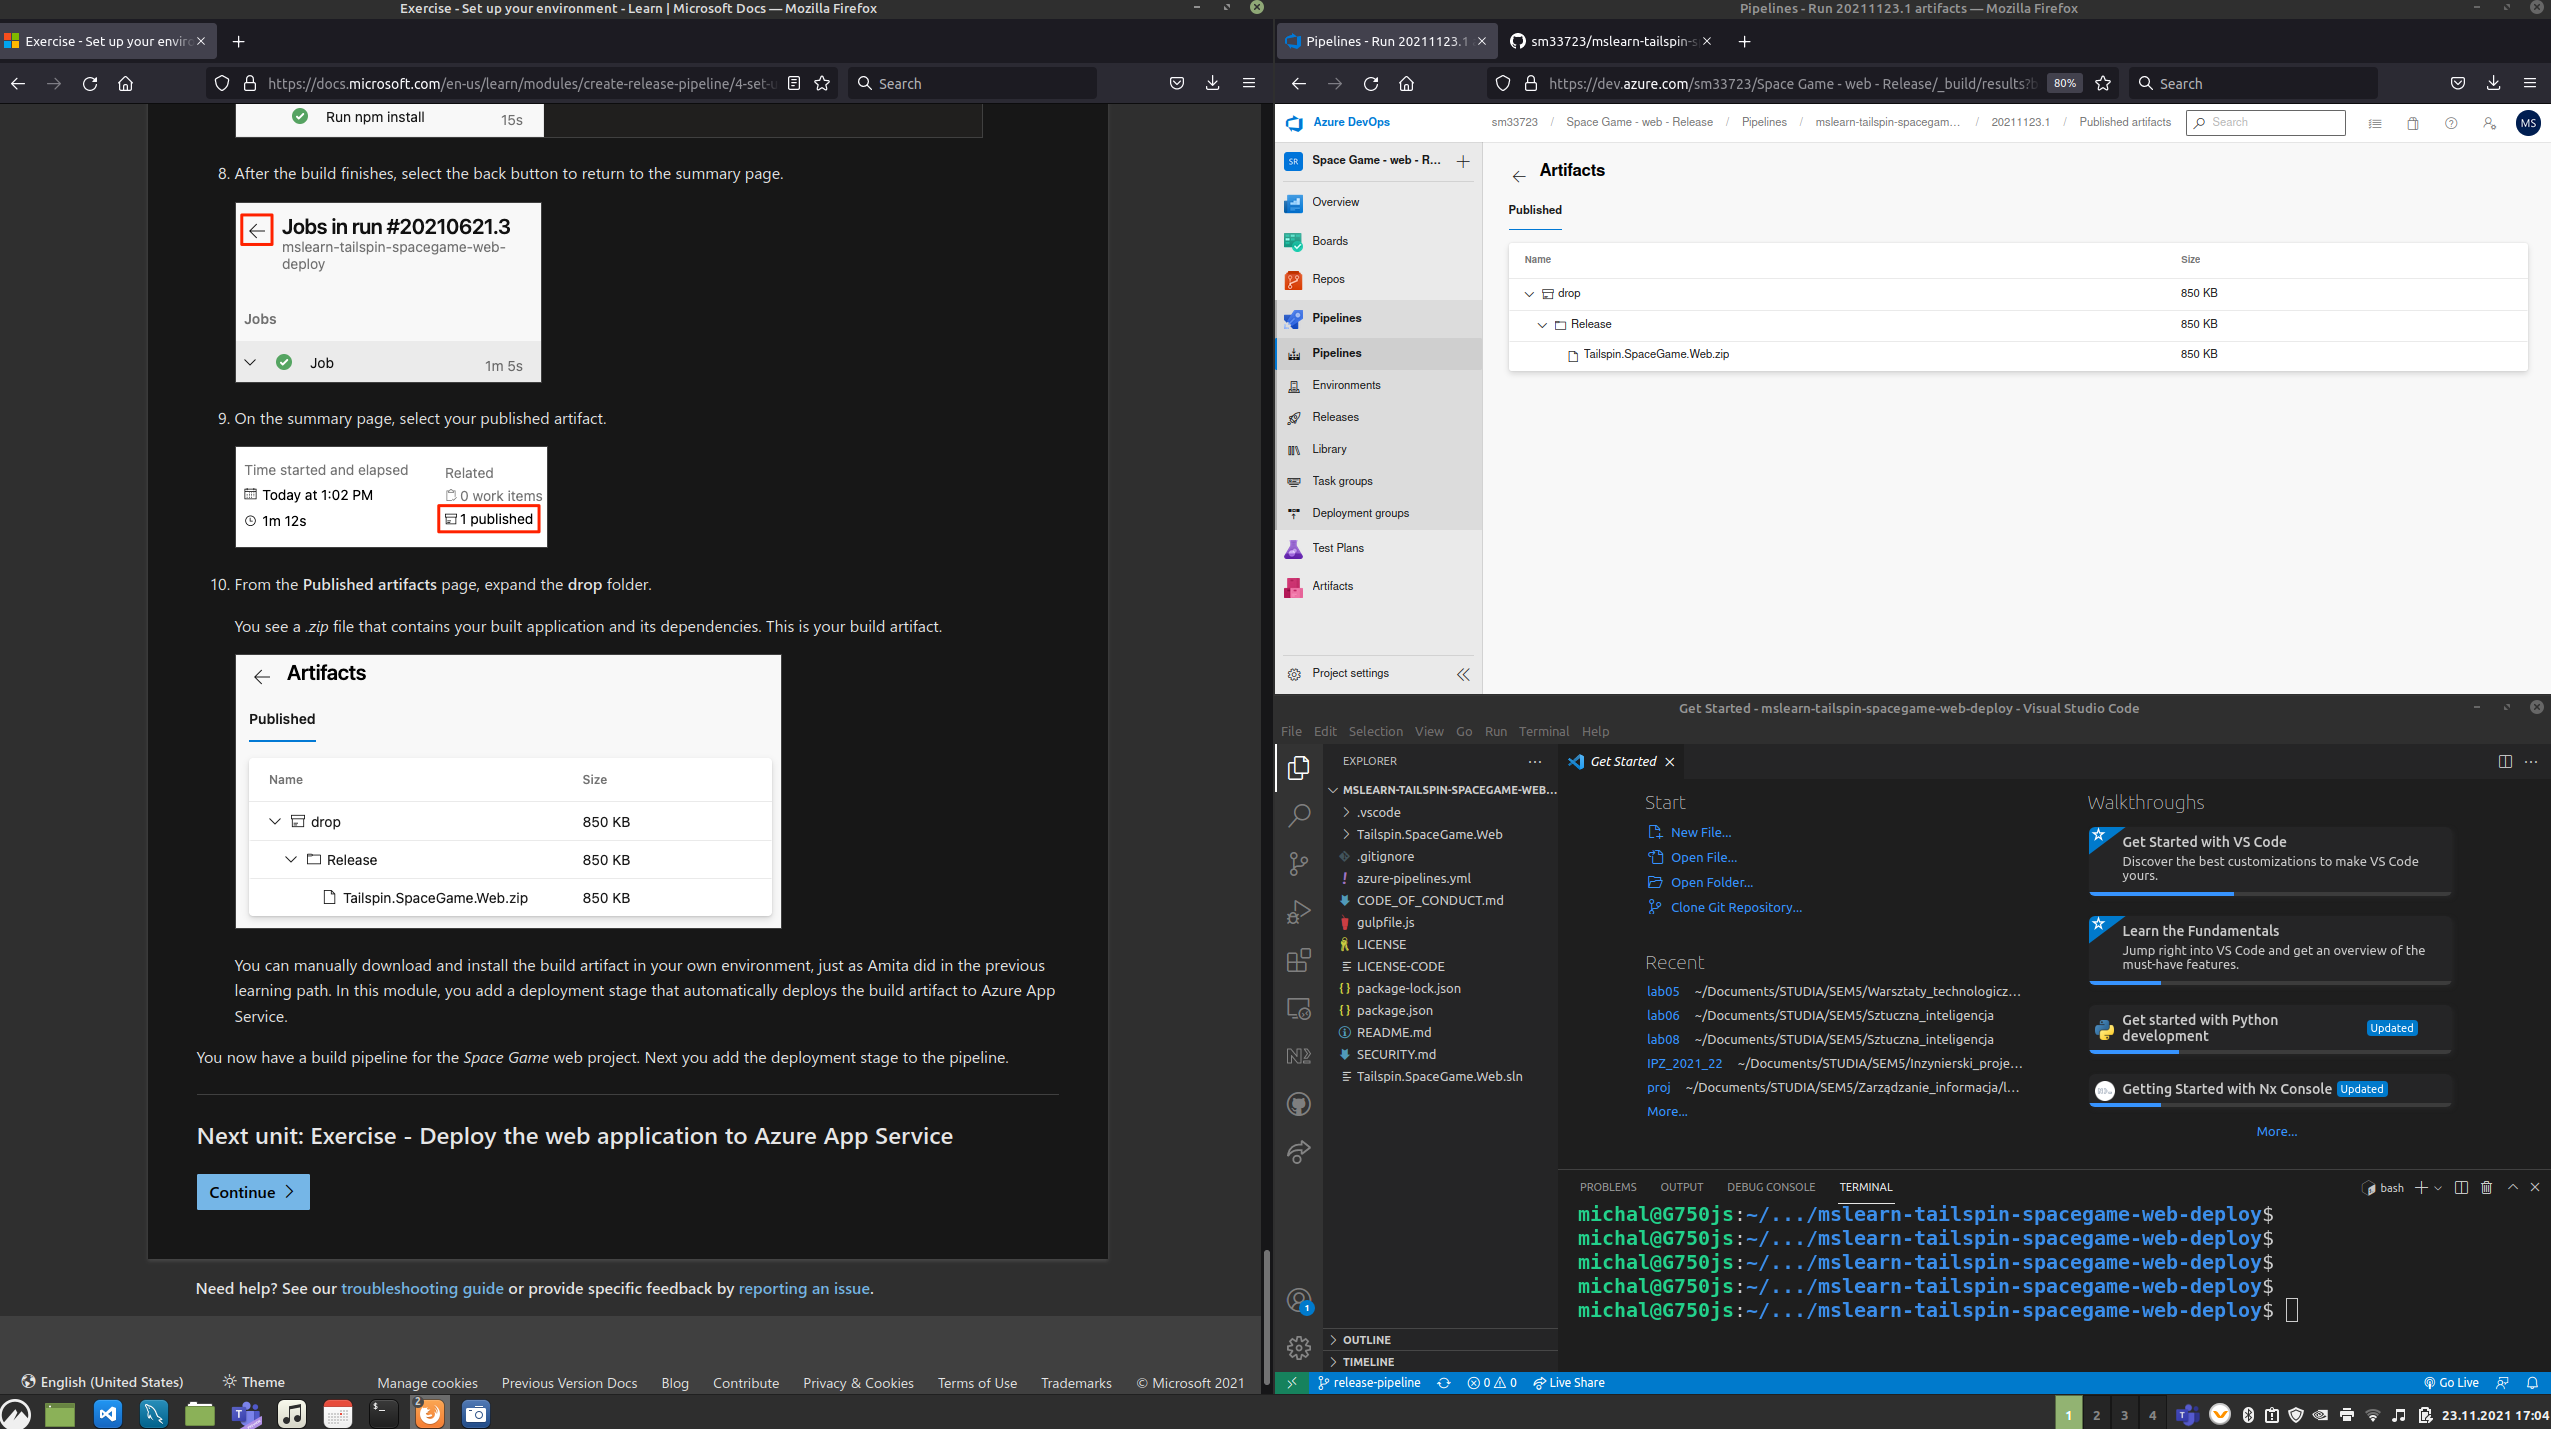 Exercise - Set up your environment - Learn | Microsoft Docs — Mozilla Firefox
Exercise - Set up your enviro
https://docs.microsoft.com/en-us/learn/modules/create-release-pipeline/4-set-u
Search
Run npm install 15s
8. After the build finishes, select the back button to return to the summary page.
Jobs in run #20210621.3
mslearn-tailspin-spacegame-web-
deploy
Jobs
Job 1m 5s
9. On the summary page, select your published artifact.
Time started and elapsed Related
Today at 1:02 PM 0 work items
1m 12s 1 published
10. From the Published artifacts page, expand the drop folder.
You see a .zip file that contains your built application and its dependencies. This is your build artifact.
Artifacts
Published
Name Size
drop 850 KB
Release 850 KB
Tailspin.SpaceGame.Web.zip 850 KB
You can manually download and install the build artifact in your own environment, just as Amita did in the previous
learning path. In this module, you add a deployment stage that automatically deploys the build artifact to Azure App
Service.
You now have a build pipeline for the Space Game web project. Next you add the deployment stage to the pipeline.
Next unit: Exercise - Deploy the web application to Azure App Service
Continue
Need help? See our troubleshooting guide or provide specific feedback by reporting an issue.
English (United States) Theme Manage cookies Previous Version Docs Blog Contribute Privacy & Cookies Terms of Use Trademarks © Microsoft 2021
Pipelines - Run 20211123.1 artifacts — Mozilla Firefox
Pipelines - Run 20211123.1 sm33723/mslearn-tailspin-s
https://dev.azure.com/sm33723/Space Game - web - Release/_build/results?b 80% Search
Azure DevOps sm33723 / Space Game - web - Release / Pipelines / mslearn-tailspin-spacegam... / 20211123.1 / Published artifacts Search MS
SR Space Game - web - R...
Overview
Boards
Repos
Pipelines
Pipelines
Environments
Releases
Library
Task groups
Deployment groups
Test Plans
Artifacts
Project settings
Artifacts
Published
Name Size
drop 850 KB
Release 850 KB
Tailspin.SpaceGame.Web.zip 850 KB
Get Started - mslearn-tailspin-spacegame-web-deploy - Visual Studio Code
File Edit Selection View Go Run Terminal Help
EXPLORER
MSLEARN-TAILSPIN-SPACEGAME-WEB...
.vscode
Tailspin.SpaceGame.Web
.gitignore
azure-pipelines.yml
CODE_OF_CONDUCT.md
gulpfile.js
LICENSE
LICENSE-CODE
package-lock.json
package.json
README.md
SECURITY.md
Tailspin.SpaceGame.Web.sln
OUTLINE
TIMELINE
1
Get Started
Start
New File...
Open File...
Open Folder...
Clone Git Repository...
Recent
lab05 ~/Documents/STUDIA/SEM5/Warsztaty_technologicz...
lab06 ~/Documents/STUDIA/SEM5/Sztuczna_inteligencja
lab08 ~/Documents/STUDIA/SEM5/Sztuczna_inteligencja
IPZ_2021_22 ~/Documents/STUDIA/SEM5/Inzynierski_proje...
proj ~/Documents/STUDIA/SEM5/Zarządzanie_informacja/l...
More...
Walkthroughs
Get Started with VS Code
Discover the best customizations to make VS Code
yours.
Learn the Fundamentals
Jump right into VS Code and get an overview of the
must-have features.
Get started with Python
development Updated
Getting Started with Nx Console Updated
More...
PROBLEMS OUTPUT DEBUG CONSOLE TERMINAL bash
michal@G750js:~/.../mslearn-tailspin-spacegame-web-deploy$
michal@G750js:~/.../mslearn-tailspin-spacegame-web-deploy$
michal@G750js:~/.../mslearn-tailspin-spacegame-web-deploy$
michal@G750js:~/.../mslearn-tailspin-spacegame-web-deploy$
michal@G750js:~/.../mslearn-tailspin-spacegame-web-deploy$
release-pipeline 0 0 Live Share Go Live
2 1 2 3 4 23.11.2021 17:04